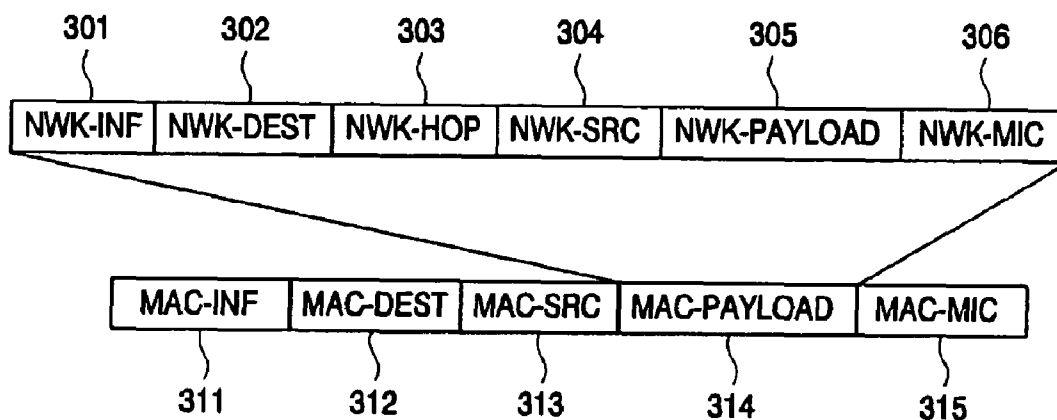 301 302 303 304 305 306
NWK-INF NWK-DEST NWK-HOP NWK-SRC NWK-PAYLOAD NWK-MIC
MAC-INF MAC-DEST MAC-SRC MAC-PAYLOAD MAC-MIC
311 312 313 314 315